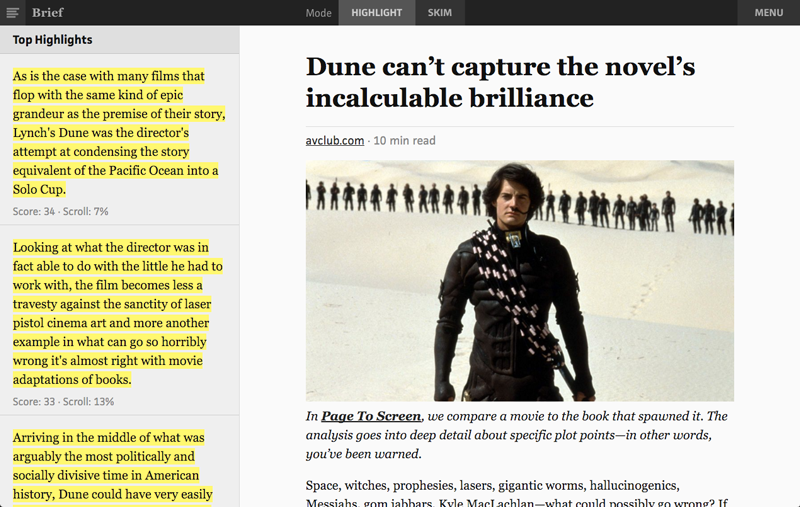 Brief
Mode
HIGHLIGHT
SKIM
MENU
Top Highlights
As is the case with many films that
flop with the same kind of epic
grandeur as the premise of their story,
Lynch's Dune was the director's
attempt at condensing the story
equivalent of the Pacific Ocean into a
Solo Cup.
Score: 34 · Scroll: 7%
Looking at what the director was in
fact able to do with the little he had to
work with, the film becomes less a
travesty against the sanctity of laser
pistol cinema art and more another
example in what can go so horribly
wrong it's almost right with movie
adaptations of books.
Score: 33 · Scroll: 13%
Arriving in the middle of what was
arguably the most politically and
socially divisive time in American
history, Dune could have very easily
Dune can’t capture the novel’s
incalculable brilliance
avclub.com · 10 min read
In Page To Screen, we compare a movie to the book that spawned it. The
analysis goes into deep detail about specific plot points—in other words,
you’ve been warned.
Space, witches, prophesies, lasers, gigantic worms, hallucinogenics,
Messiahs, gom jabbars, Kyle MacLachlan—what could possibly go wrong? If